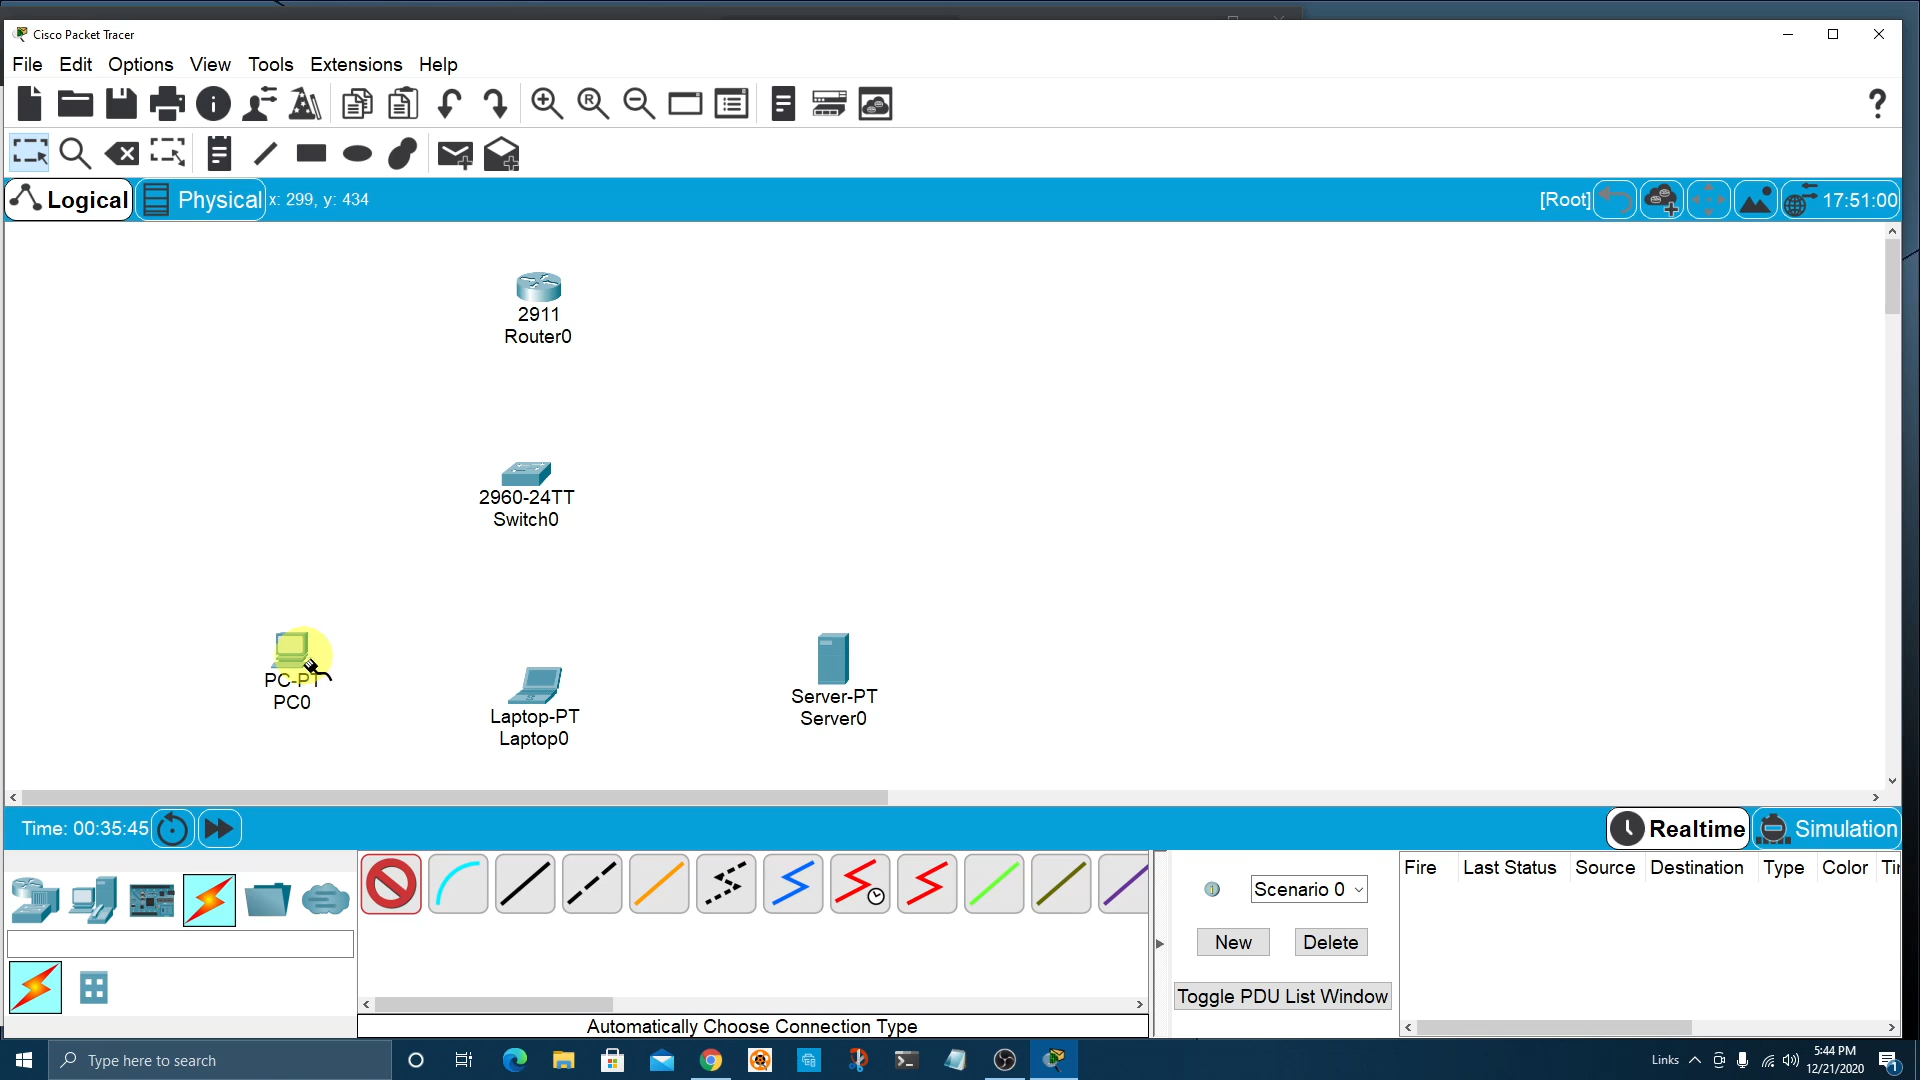 Cisco Packet Tracer
File Edit Options View Tools Extensions Help
Logical Physical x: 299, y: 434 [Root] 17:51:00
2911
Router0
2960-24TT
Switch0
PC-PT
PC0
Laptop-PT
Laptop0
Server-PT
Server0
Time: 00:35:45 Realtime Simulation
Scenario 0
New Delete
Toggle PDU List Window
Fire Last Status Source Destination Type Color
Automatically Choose Connection Type
Type here to search
Links
5:44 PM
12/21/2020
1